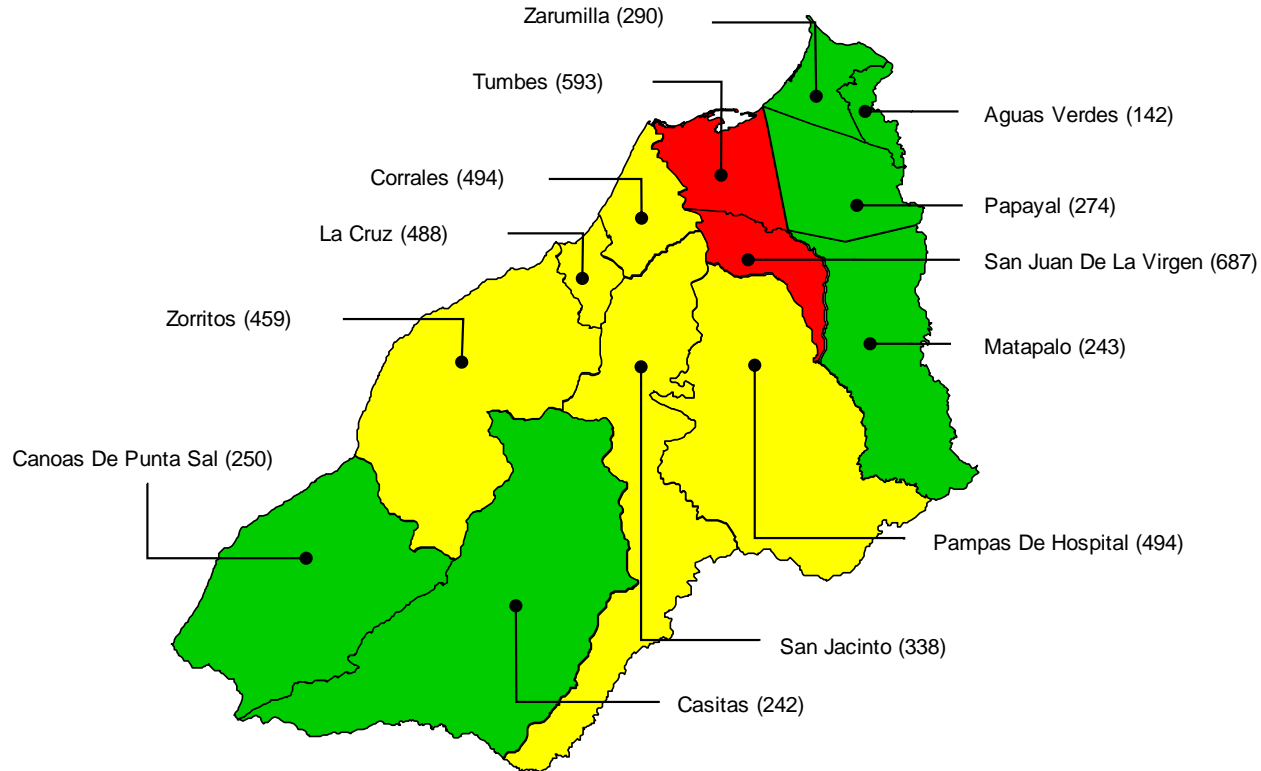 Zarumilla (290)
Tumbes (593)
Aguas Verdes (142)
Corrales (494)
Papayal (274)
La Cruz (488)
San Juan De La Virgen (687)
Zorritos (459)
Matapalo (243)
Canoas De Punta Sal (250)
Pampas De Hospital (494)
San Jacinto (338)
Casitas (242)